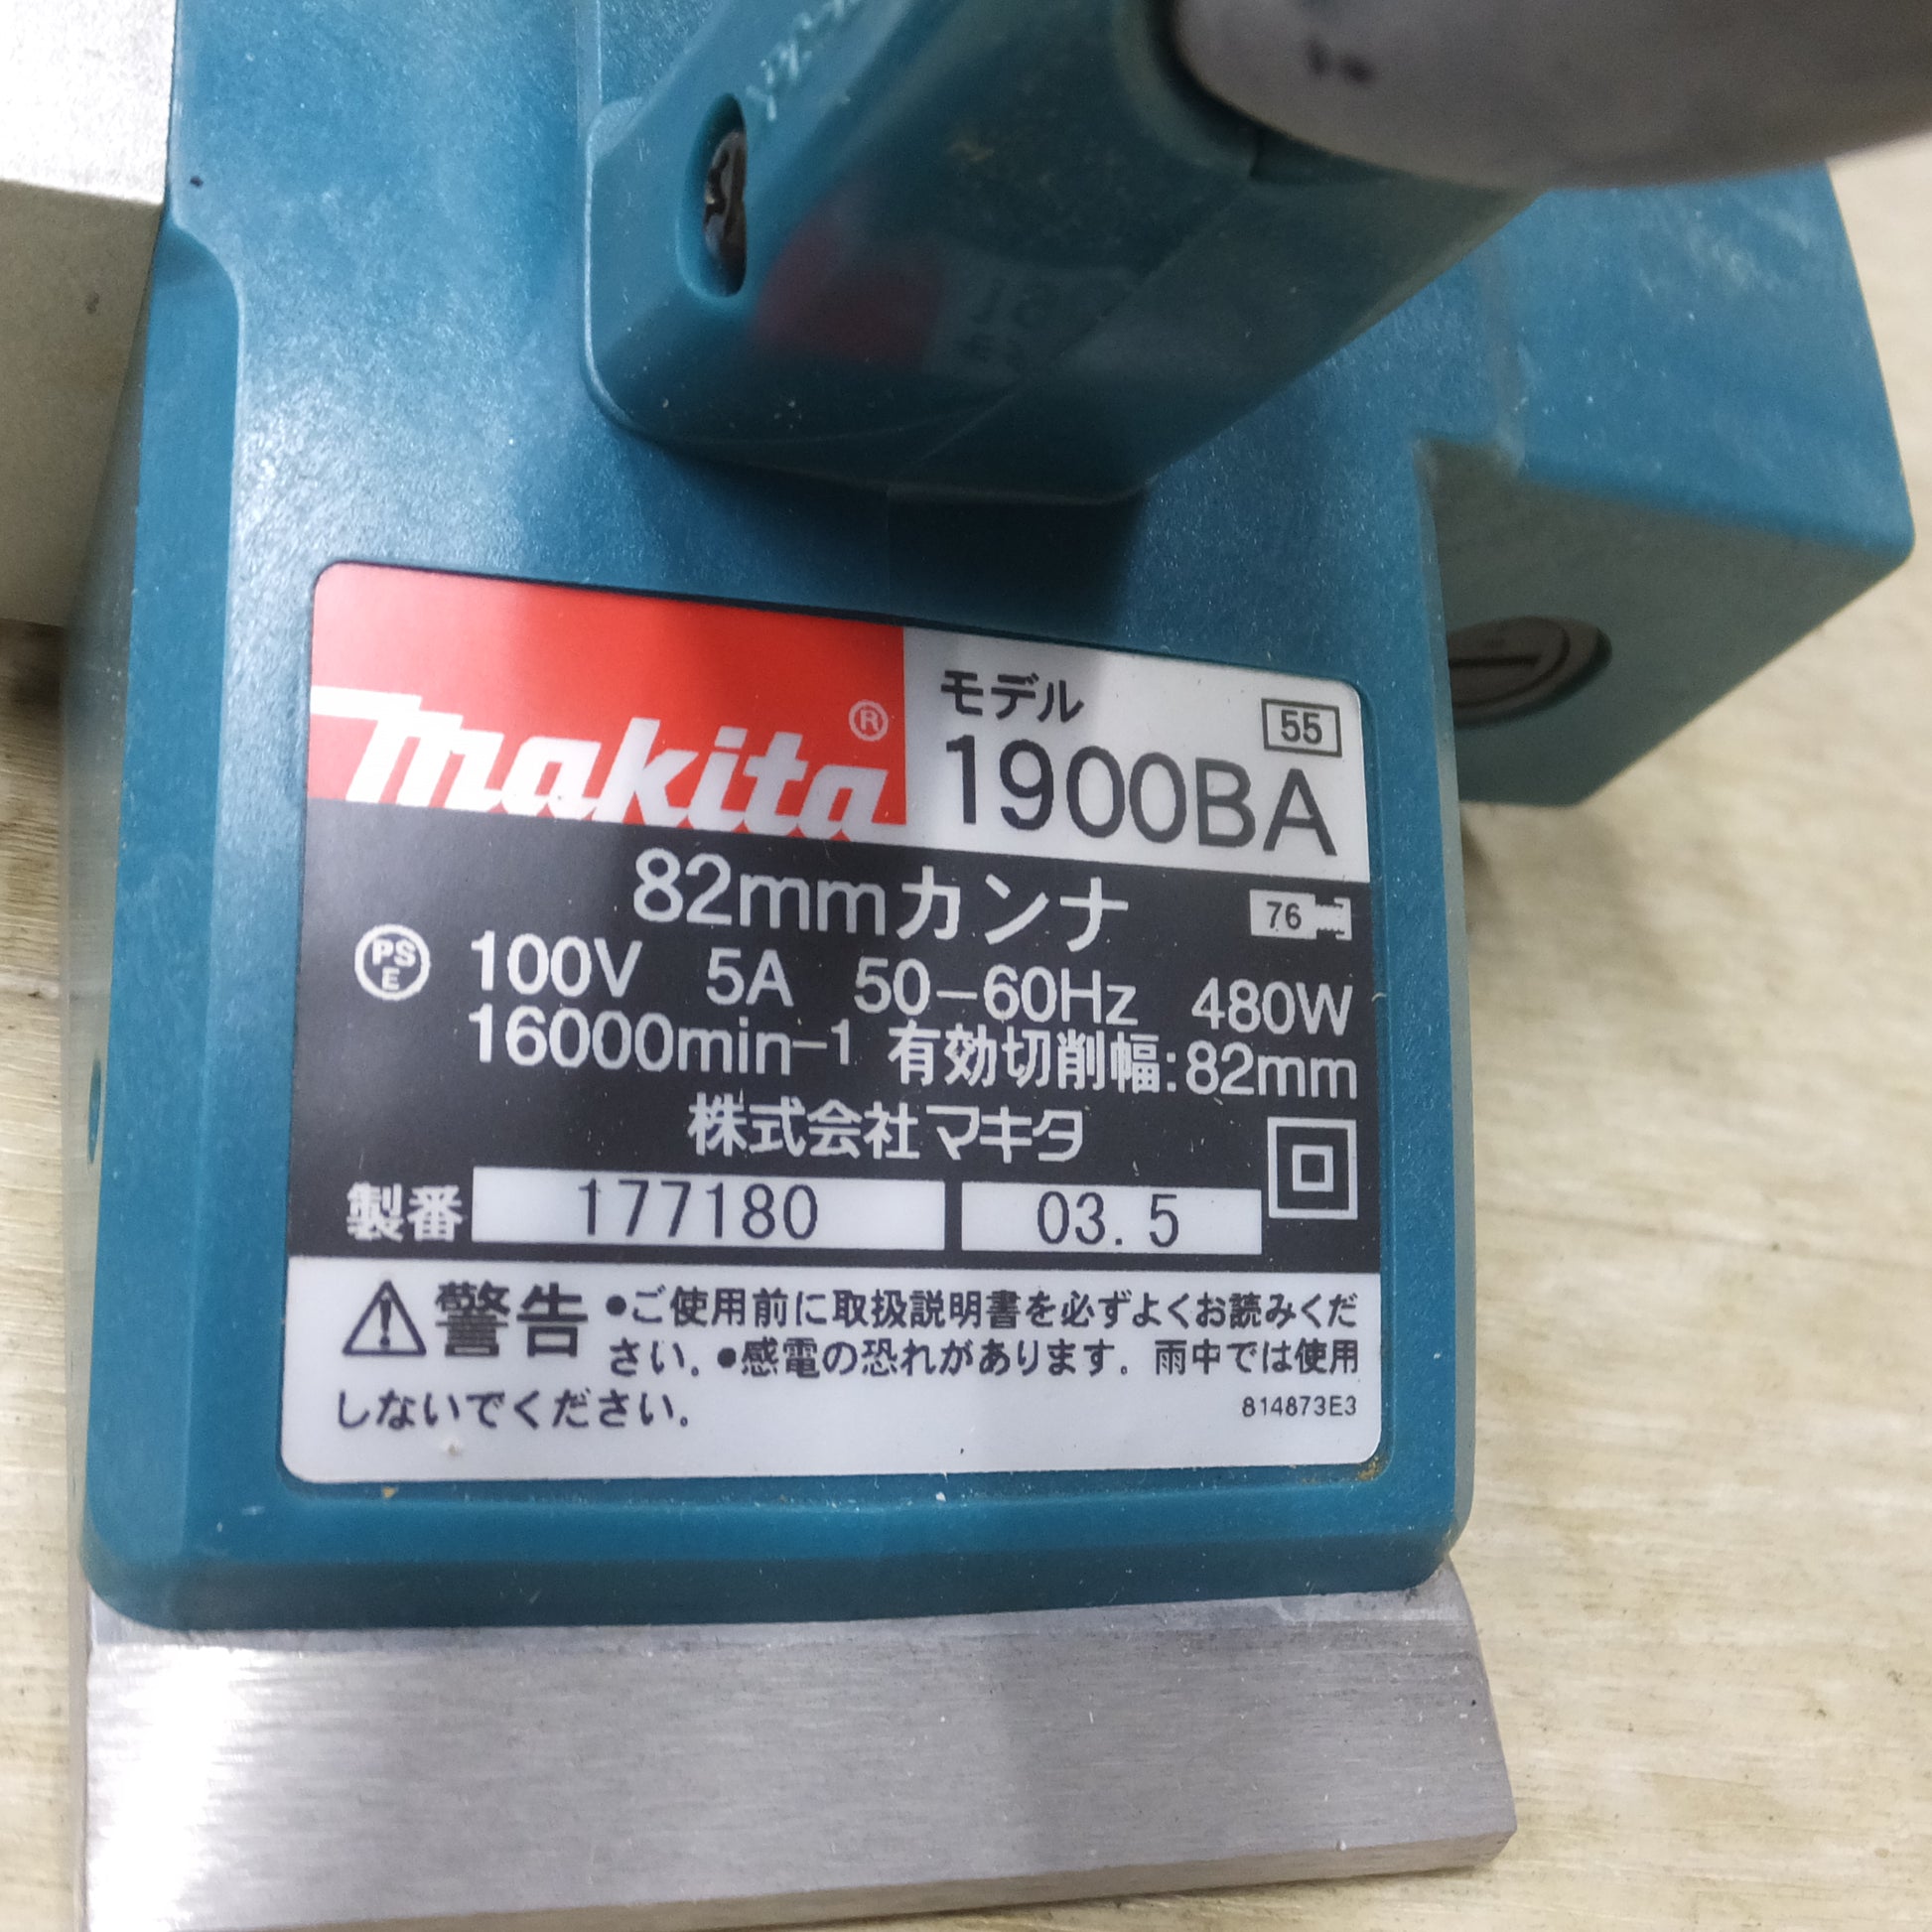 makita®
モデル
55
1900BA
82mmカンナ
76
PS
E
100V 5A 50-60Hz 480W
16000min-1 有効切削幅:82mm
株式会社マキタ
製番 177180 03.5
警告 ●ご使用前に取扱説明書を必ずよくお読みくだ
さい。●感電の恐れがあります。雨中では使用
しないでください。
814873E3